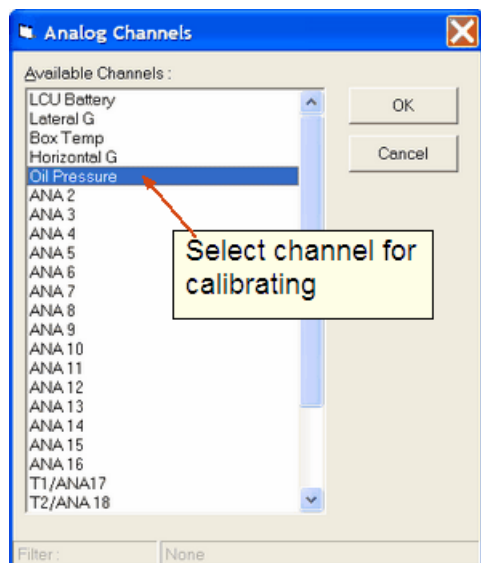 Analog Channels
Available Channels :
LCU Battery
Lateral G
Box Temp
Horizontal G
Oil Pressure
ANA 2
ANA 3
ANA 4
ANA 5
ANA 6
ANA 7
ANA 8
ANA 9
ANA 10
ANA 11
ANA 12
ANA 13
ANA 14
ANA 15
ANA 16
T1/ANA17
T2/ANA 18
OK
Cancel
Select channel for
calibrating
Filter :
None